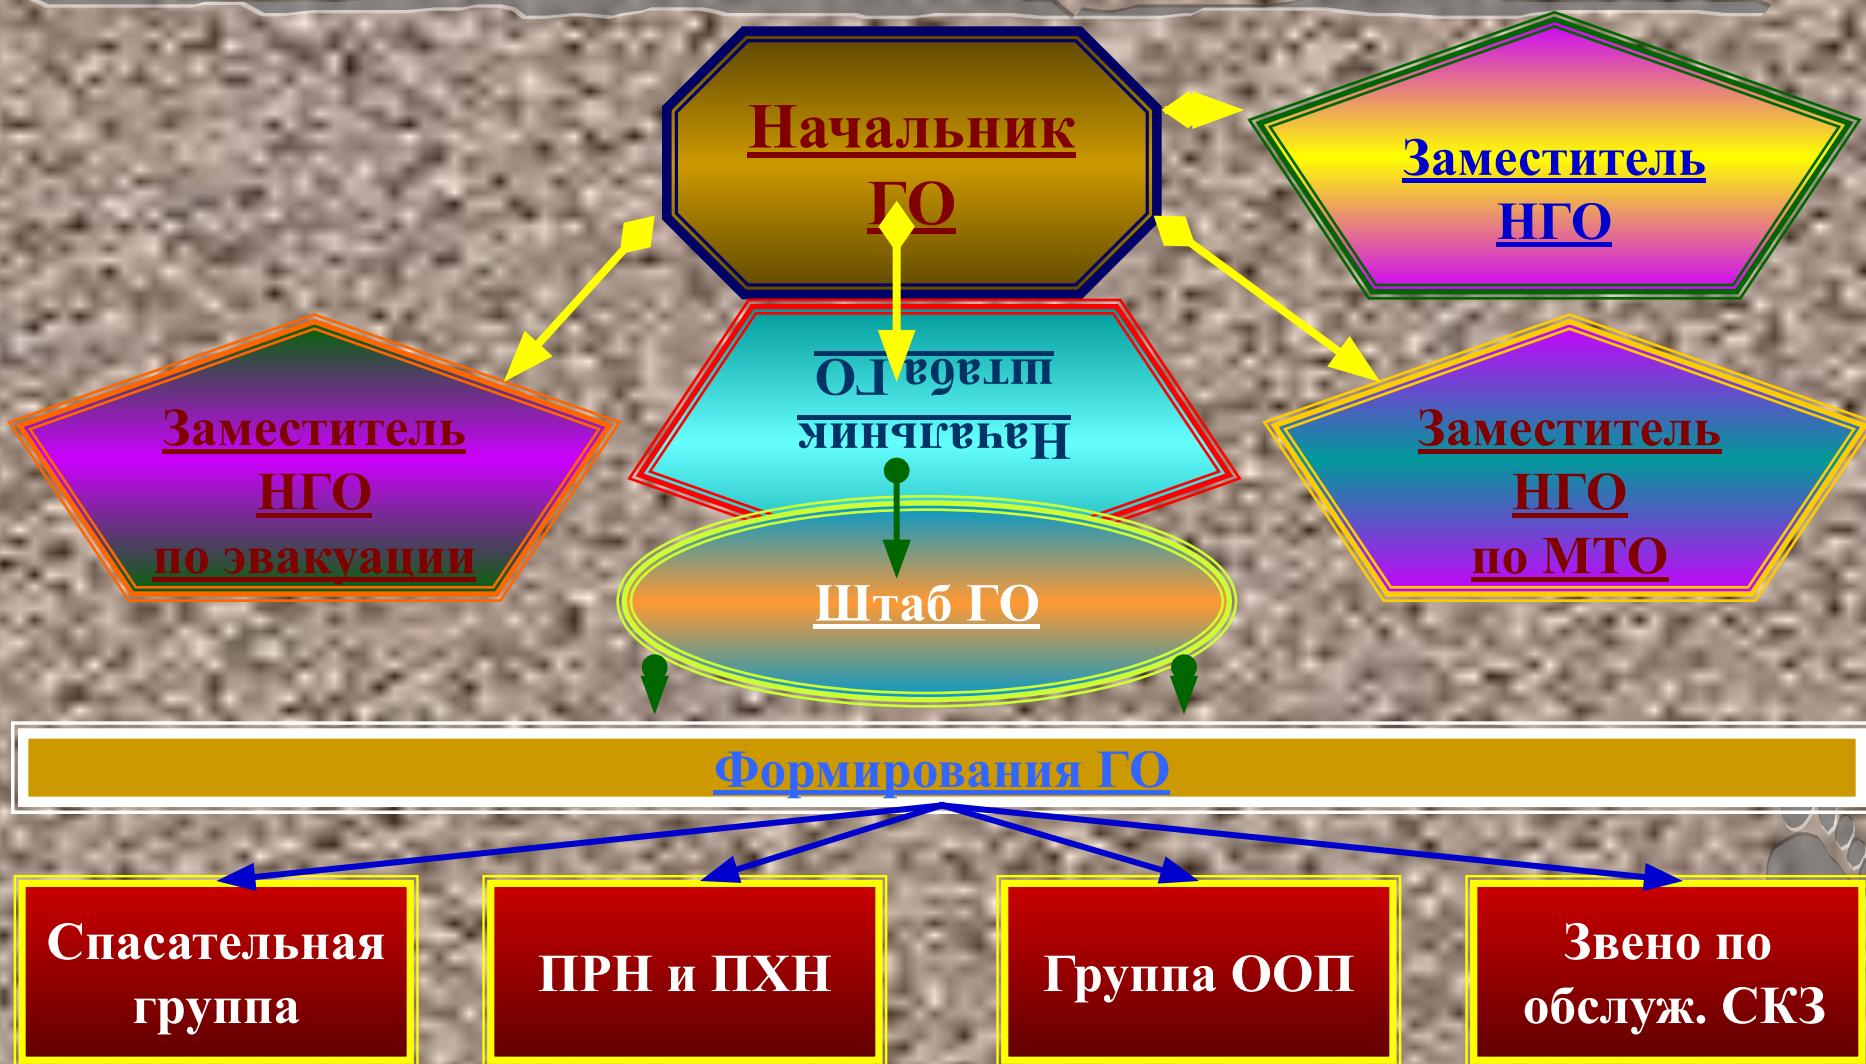 Начальник
ГО
Заместитель
НГО
Начальник
штаба ГО
Заместитель
НГО
по эвакуации
Заместитель
НГО
по МТО
Штаб ГО
Формирования ГО
Спасательная
группа
ПРН и ПХН
Группа ООП
Звено по
обслуж. СКЗ